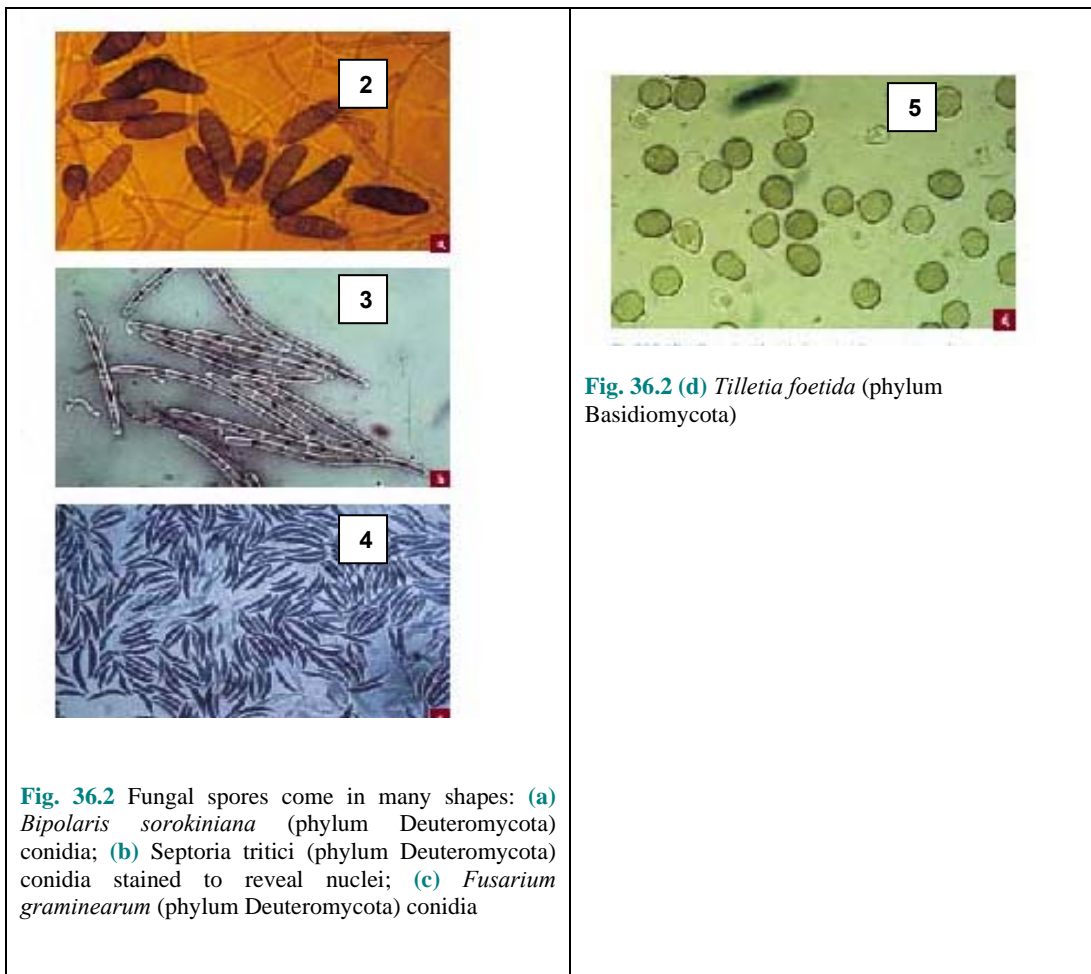 2
a
3
b
4
Fig. 36.2 Fungal spores come in many shapes: (a)
Bipolaris sorokiniana (phylum Deuteromycota)
conidia; (b) Septoria tritici (phylum Deuteromycota)
conidia stained to reveal nuclei; (c) Fusarium
graminearum (phylum Deuteromycota) conidia
5
d
Fig. 36.2 (d) Tilletia foetida (phylum
Basidiomycota)